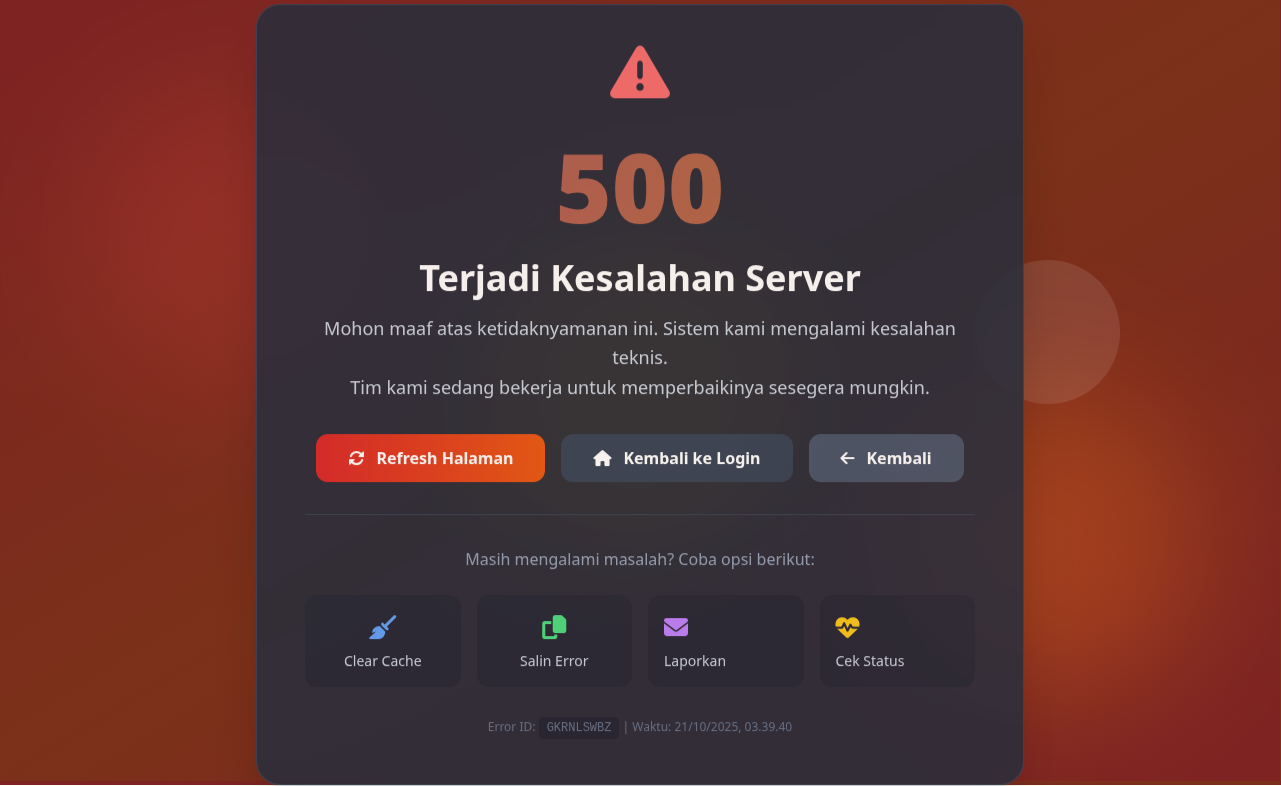 500
Terjadi Kesalahan Server
Mohon maaf atas ketidaknyamanan ini. Sistem kami mengalami kesalahan
teknis.
Tim kami sedang bekerja untuk memperbaikinya sesegera mungkin.
Refresh Halaman
Kembali ke Login
Kembali
Masih mengalami masalah? Coba opsi berikut:
Clear Cache
Salin Error
Laporkan
Cek Status
Error ID: GKRNLSWBZ | Waktu: 21/10/2025, 03.39.40